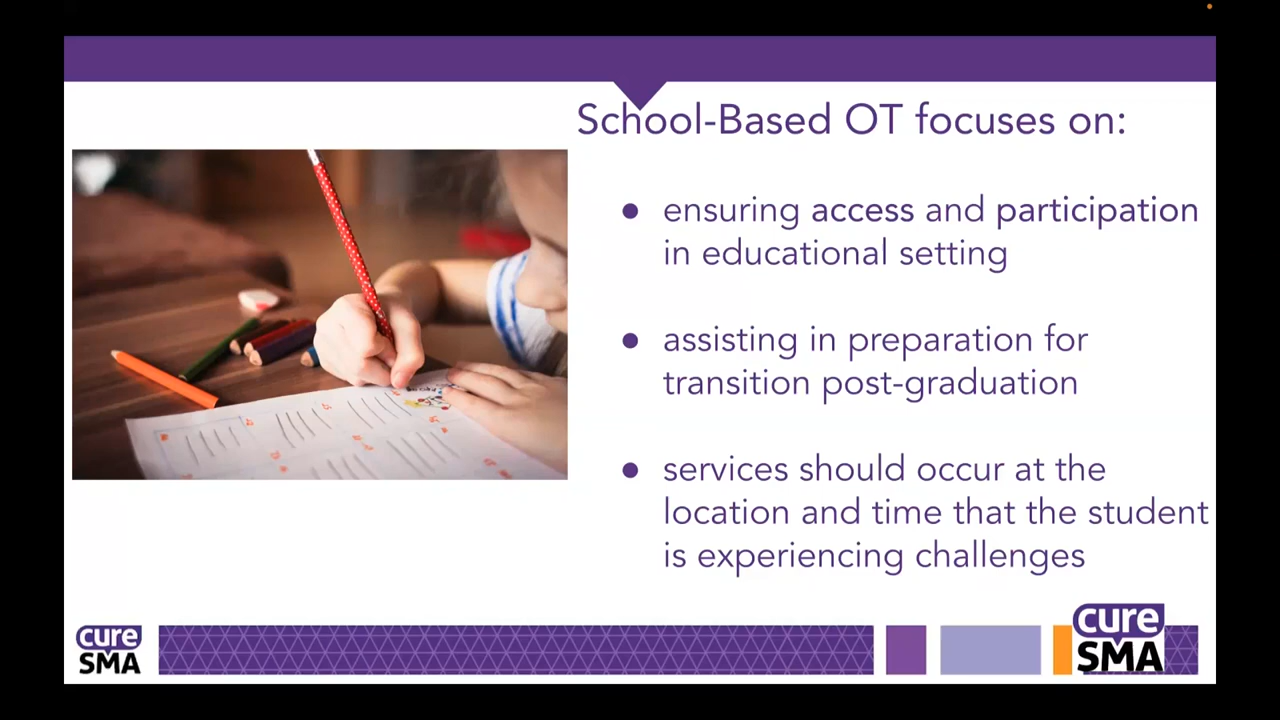 School-Based OT focuses on:
● ensuring access and participation
in educational setting
● assisting in preparation for
transition post-graduation
● services should occur at the
location and time that the student
is experiencing challenges
cure
SMA
cure
SMA